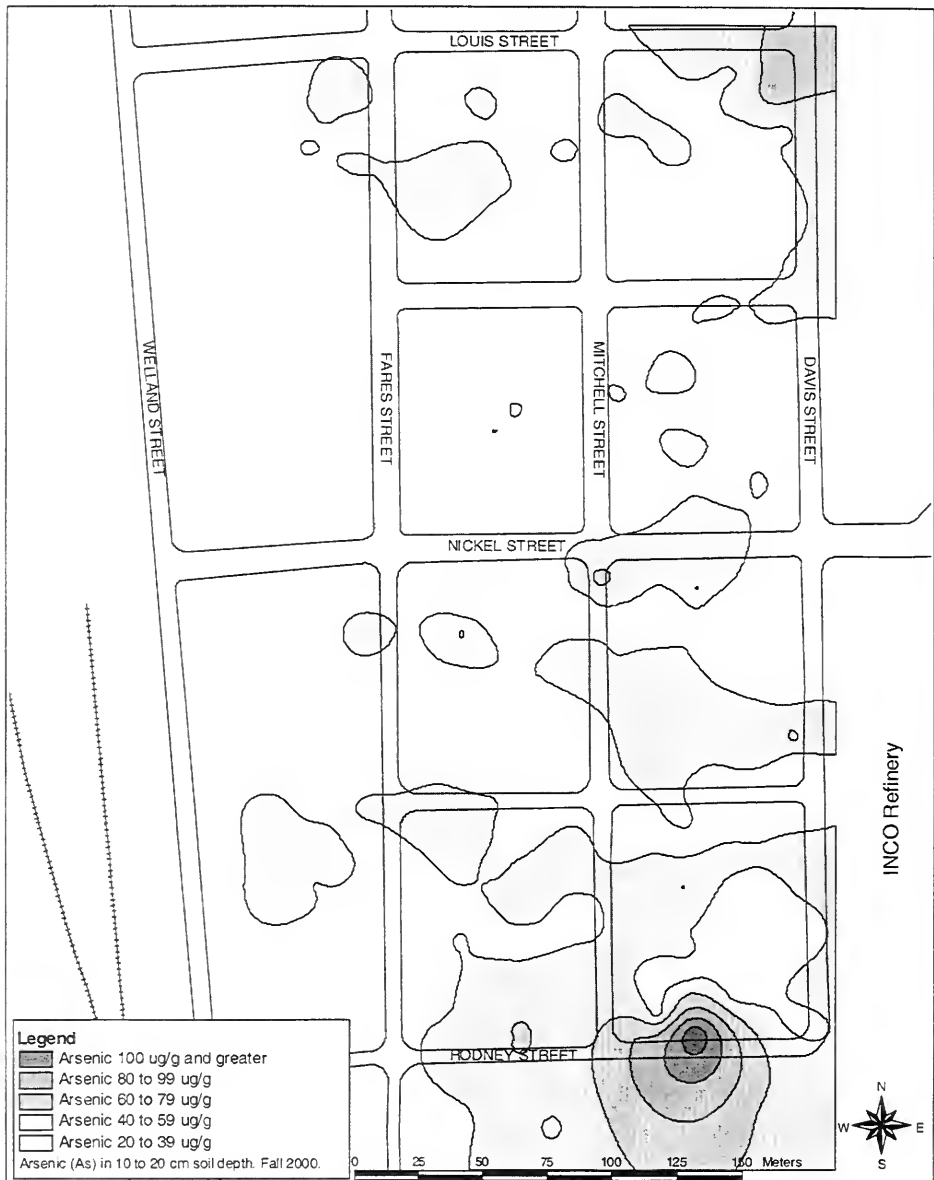 LOUIS STREET
WELLAND STREET
FARES STREET
MITCHELL STREET
DAVIS STREET
NICKEL STREET
INCO Refinery
RODNEY STREET
Legend
Arsenic 100 ug/g and greater
Arsenic 80 to 99 ug/g
Arsenic 60 to 79 ug/g
Arsenic 40 to 59 ug/g
Arsenic 20 to 39 ug/g
Arsenic (As) in 10 to 20 cm soil depth. Fall 2000.
0 25 50 75 100 125 150 Meters
N
W E
S